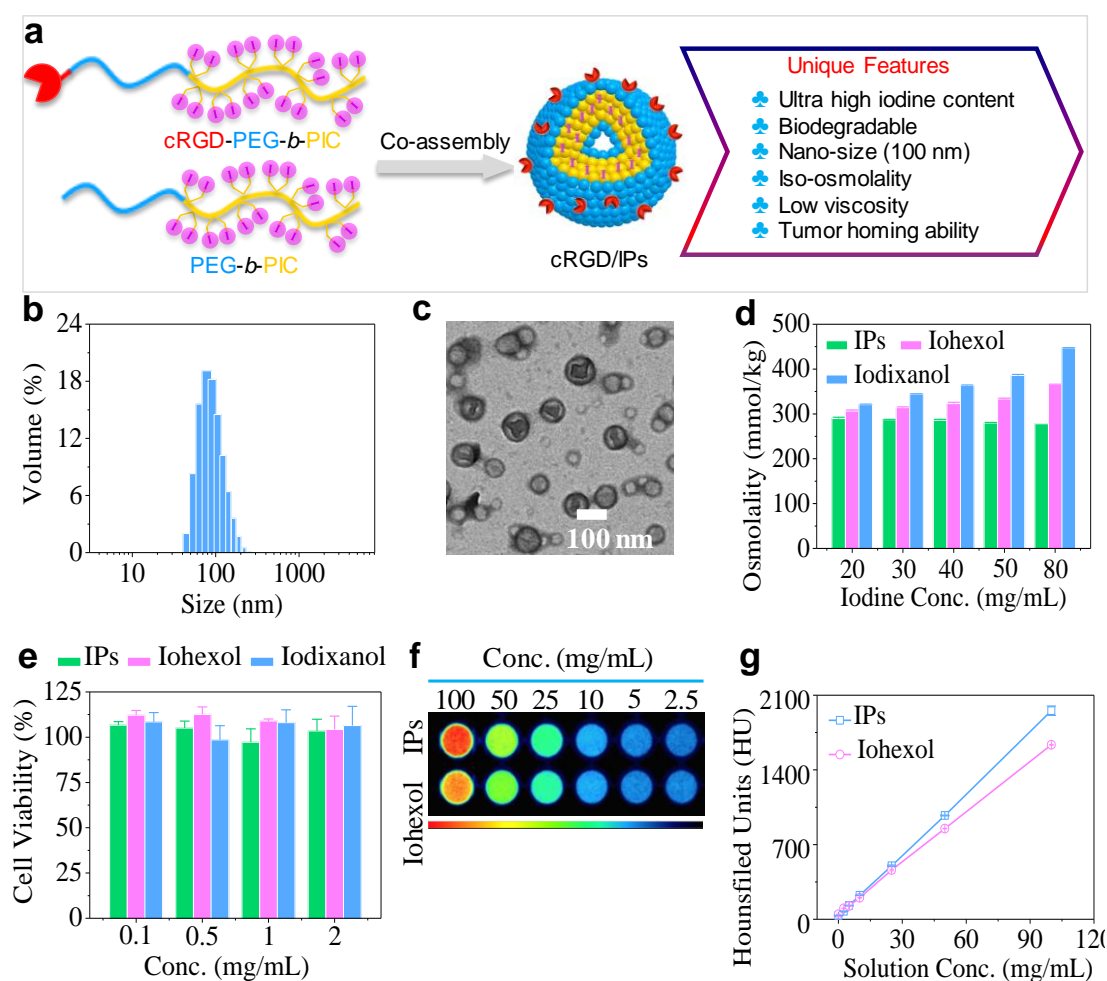 a
Unique Features
♣ Ultra high iodine content
♣ Biodegradable
♣ Nano-size (100 nm)
♣ Iso-osmolality
♣ Low viscosity
♣ Tumor homing ability
cRGD-PEG-b-PIC
Co-assembly
PEG-b-PIC
cRGD/IPs
b
Volume (%)
24
18
12
6
0
10 100 1000
Size (nm)
c
100 nm
d
IPs Iohexol
Iodixanol
Osmolality (mmol/kg)
500
400
300
200
100
0
20 30 40 50 80
Iodine Conc. (mg/mL)
e
IPs Iohexol Iodixanol
Cell Viability (%)
125
100
75
50
25
0
0.1 0.5 1 2
Conc. (mg/mL)
f
Conc. (mg/mL)
100 50 25 10 5 2.5
IPs
Iohexol
g
IPs
Iohexol
Hounsfiled Units (HU)
2100
1400
700
0
0 30 60 90 120
Solution Conc. (mg/mL)